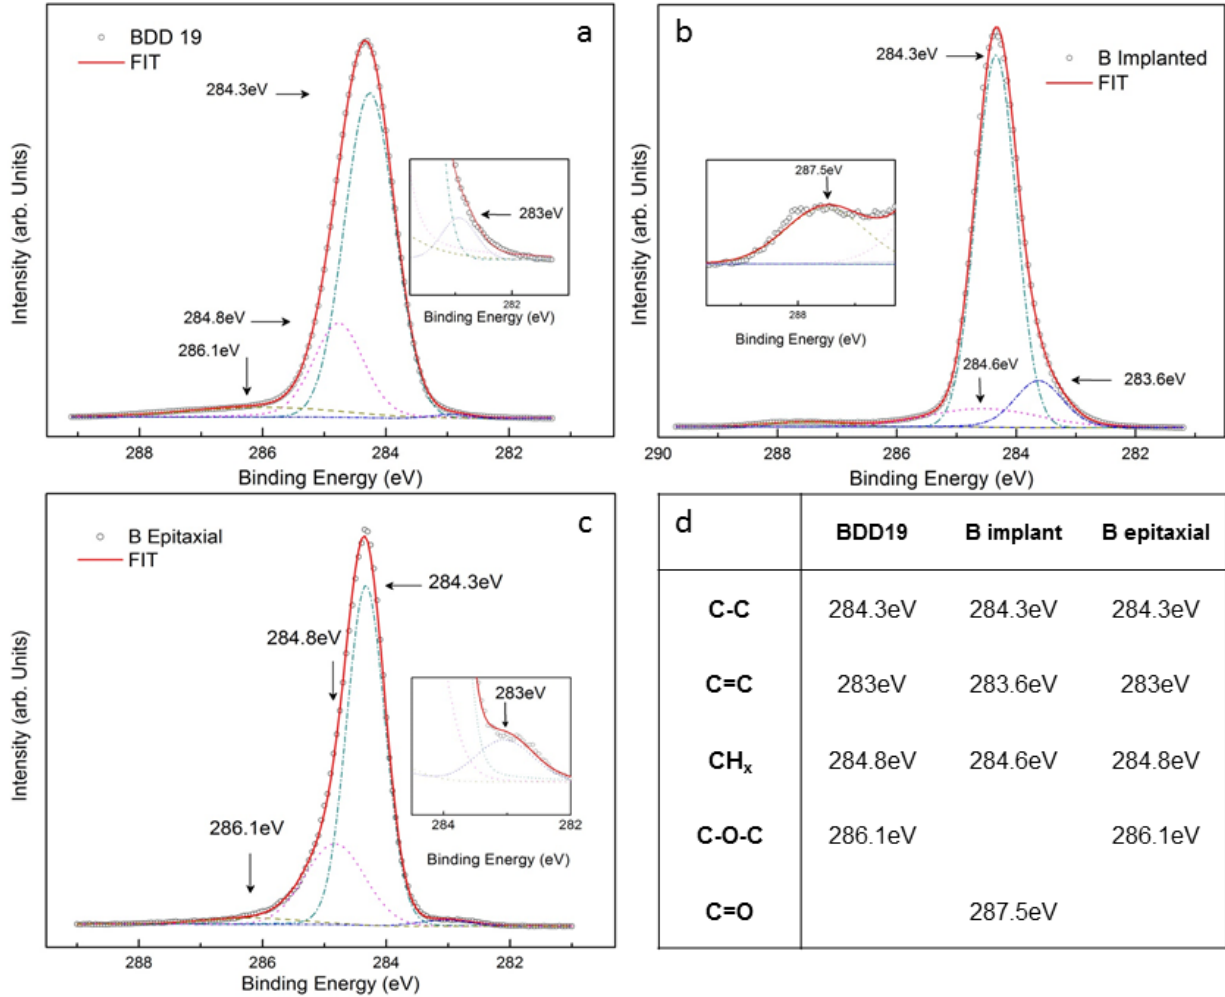 a
BDD 19
FIT
284.3eV
283eV
282
Binding Energy (eV)
284.8eV
286.1eV
Intensity (arb. Units)
288
286
284
282
Binding Energy (eV)
b
284.3eV
B Implanted
FIT
287.5eV
288
Binding Energy (eV)
284.6eV
283.6eV
Intensity (arb. Units)
290
288
286
284
282
Binding Energy (eV)
c
B Epitaxial
FIT
284.3eV
284.8eV
283eV
284
282
Binding Energy (eV)
286.1eV
Intensity (arb. Units)
288
286
284
282
Binding Energy (eV)
d
BDD19 B implant B epitaxial
C-C 284.3eV 284.3eV 284.3eV
C=C 283eV 283.6eV 283eV
CHx 284.8eV 284.6eV 284.8eV
C-O-C 286.1eV 286.1eV
C=O 287.5eV